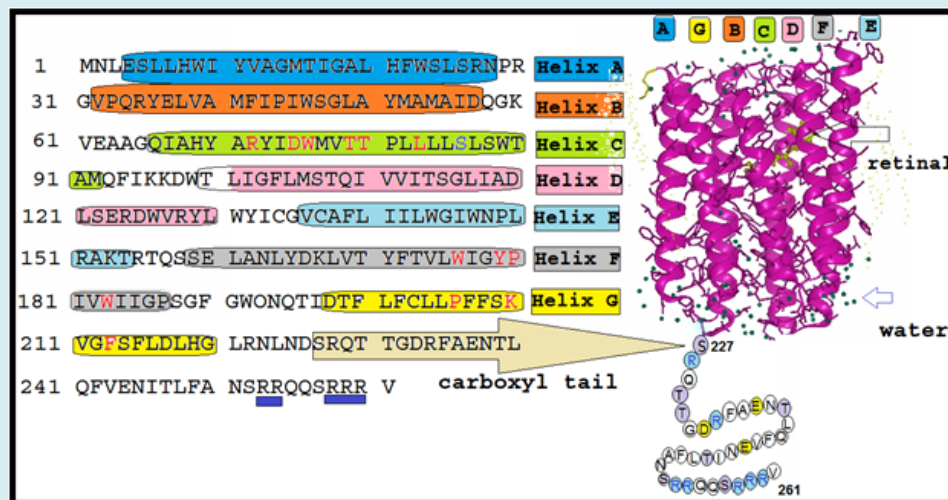 A G B C D F E
1 MNLESLLHWI YVAGMTIGAL HFWSLSRNPR Helix A
31 GVPQRYELVA MFIPIWSGLA YMAMAIDQGK Helix B
61 VEAAGQIAHY ARYIDWMVTT PLLLLSLSWT Helix C
91 AMQFIKKDWT LIGFLMSTQI VVITSGLIAD Helix D
121 LSERDWVRYL WYICGVCAFL IILWGIWNPL Helix E
151 RAKTRTQSSE LANLYDKLVT YFTVLWIGYP Helix F
181 IVWIIGPSGF GWONQTIDTF LFCLLPFFSK Helix G
211 VGFSFLDLHG LRNLNDSRQT TGDRFAENTL
241 QFVENITLFA NSRRQQSRRR V
carboxyl tail
retinal
water
S 227
R
Q
T
T
G D R F A E N T
L
A F L T I N E V F Q
N
S R R Q Q S R R R V
261